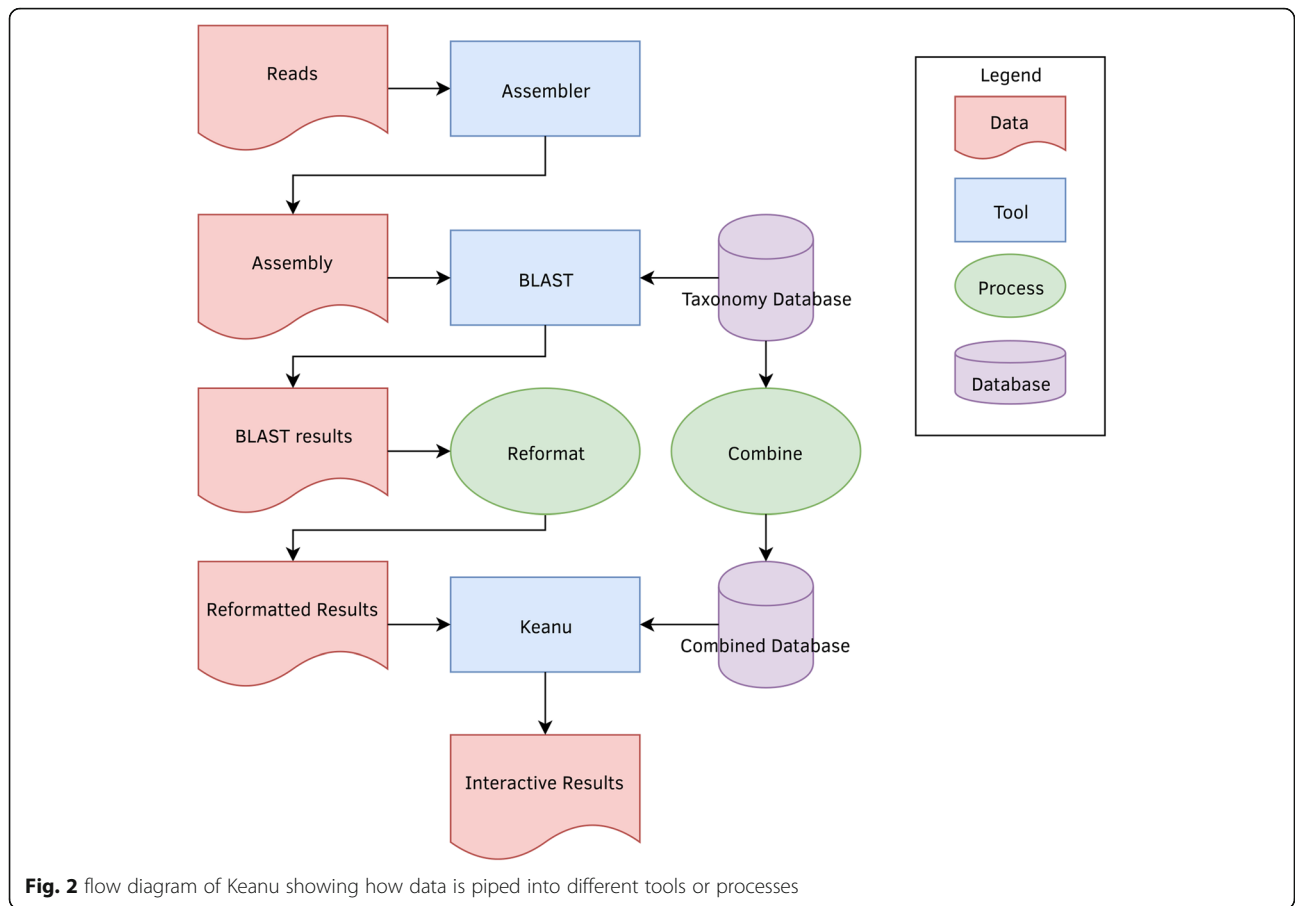 Reads
Assembler
Legend
Data
Tool
Process
Database
Assembly
BLAST
Taxonomy Database
BLAST results
Reformat
Combine
Reformatted Results
Keanu
Combined Database
Interactive Results
Fig. 2 flow diagram of Keanu showing how data is piped into different tools or processes